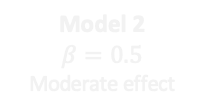 Model 2
β = 0.5
Moderate effect